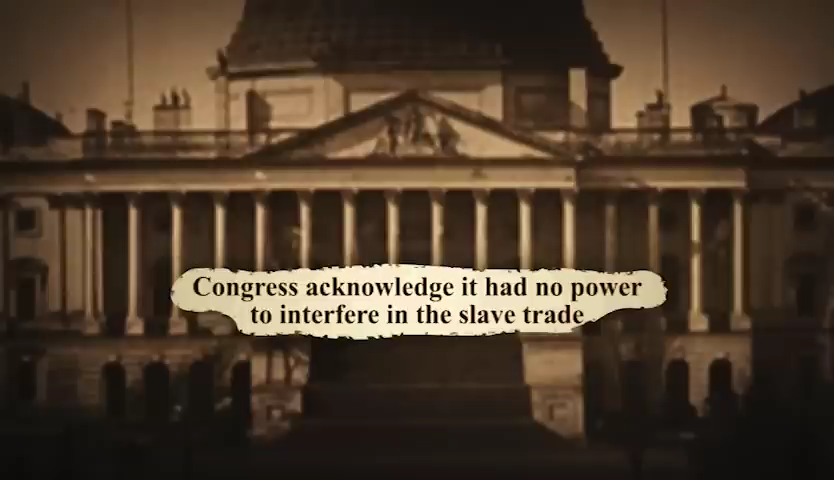 Congress acknowledge it had no power
to interfere in the slave trade